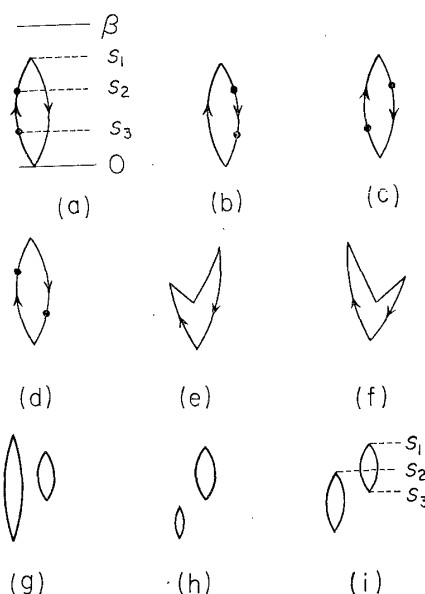 β
S₁
S₂
S₃
O
(a)
(b)
(c)
(d)
(e)
(f)
S₁
S₂
S₃
(g)
(h)
(i)